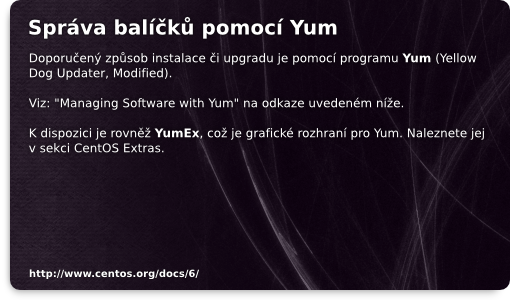 Správa balíčků pomocí Yum
Doporučený způsob instalace či upgradu je pomocí programu Yum (Yellow
Dog Updater, Modified).
Viz: "Managing Software with Yum" na odkaze uvedeném níže.
K dispozici je rovněž YumEx, což je grafické rozhraní pro Yum. Naleznete jej
v sekci CentOS Extras.
http://www.centos.org/docs/6/